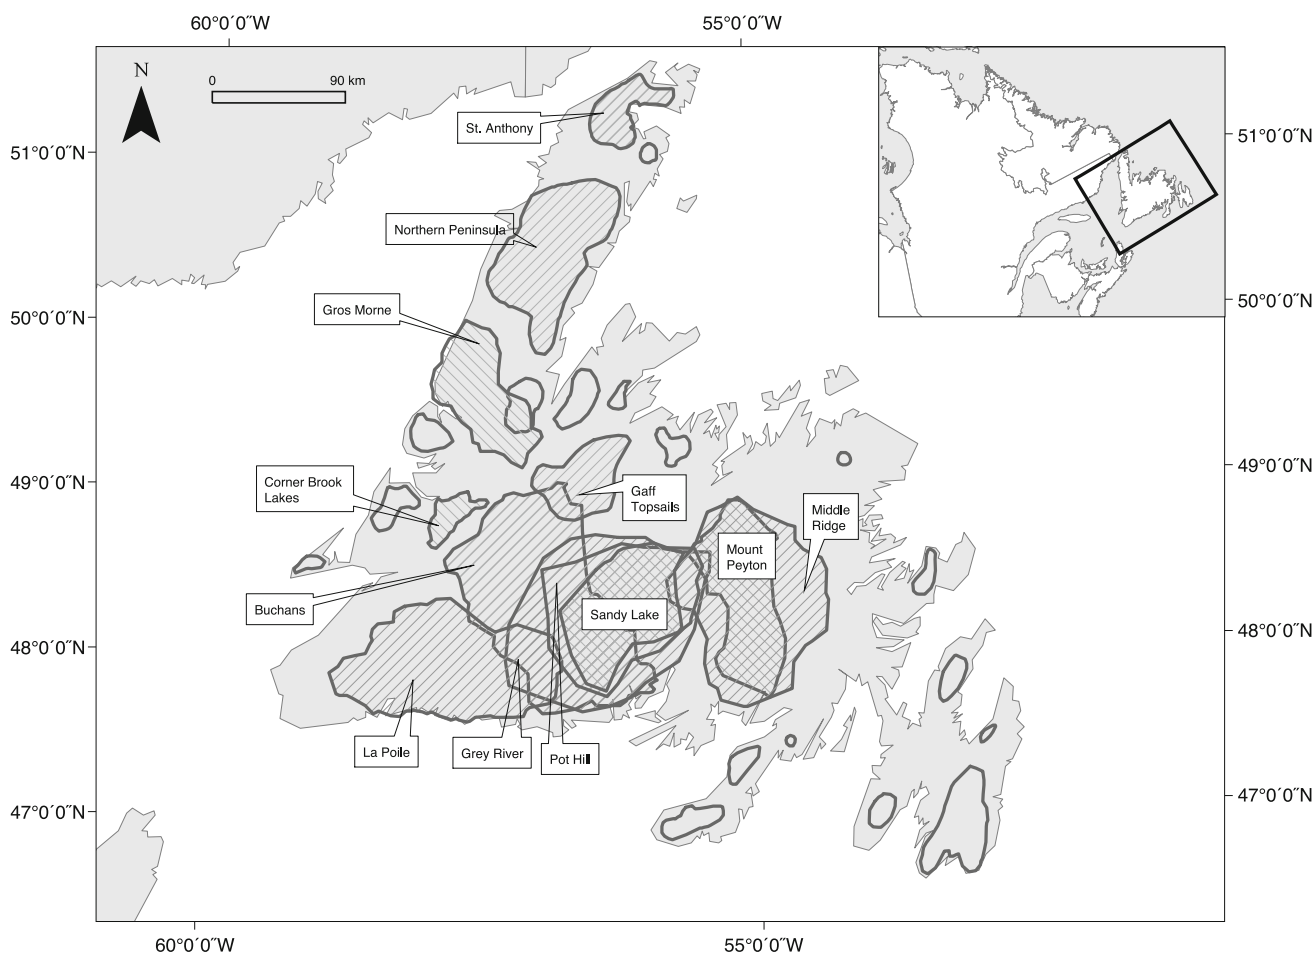 60°0´0˝W
55°0´0˝W
N
0
90 km
St. Anthony
51°0´0˝N
51°0´0˝N
Northern Peninsula
50°0´0˝N
Gros Morne
50°0´0˝N
49°0´0˝N
Corner Brook
Lakes
Gaff
Topsails
Middle
Ridge
49°0´0˝N
Mount
Peyton
Buchans
Sandy Lake
48°0´0˝N
48°0´0˝N
La Poile
Grey River
Pot Hill
47°0´0˝N
47°0´0˝N
60°0´0˝W
55°0´0˝W